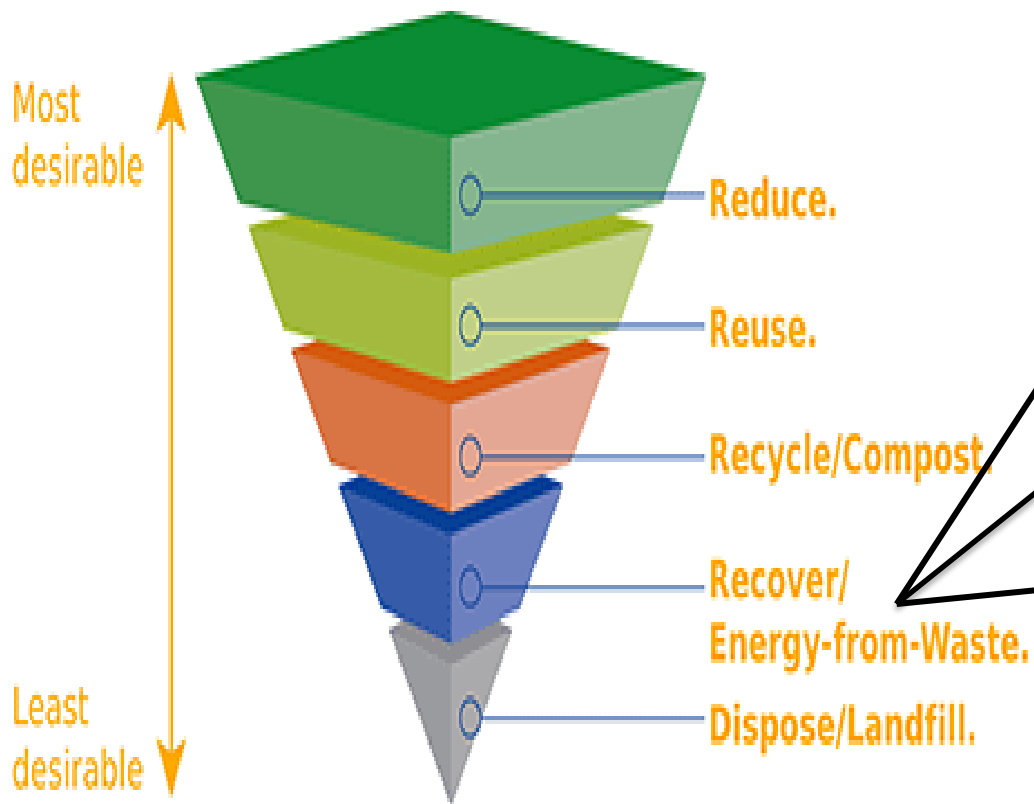 Most
desirable
Reduce.
Reuse.
Recycle/Compost.
Recover/
Energy-from-Waste.
Least
desirable
Dispose/Landfill.